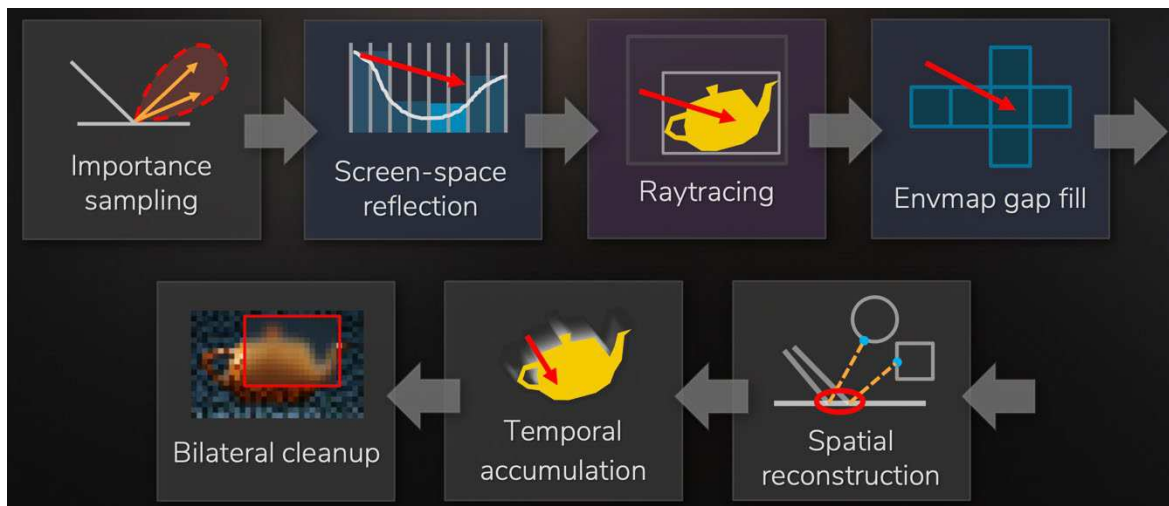 Importance
sampling
Screen-space
reflection
Raytracing
Envmap gap fill
Spatial
reconstruction
Temporal
accumulation
Bilateral cleanup